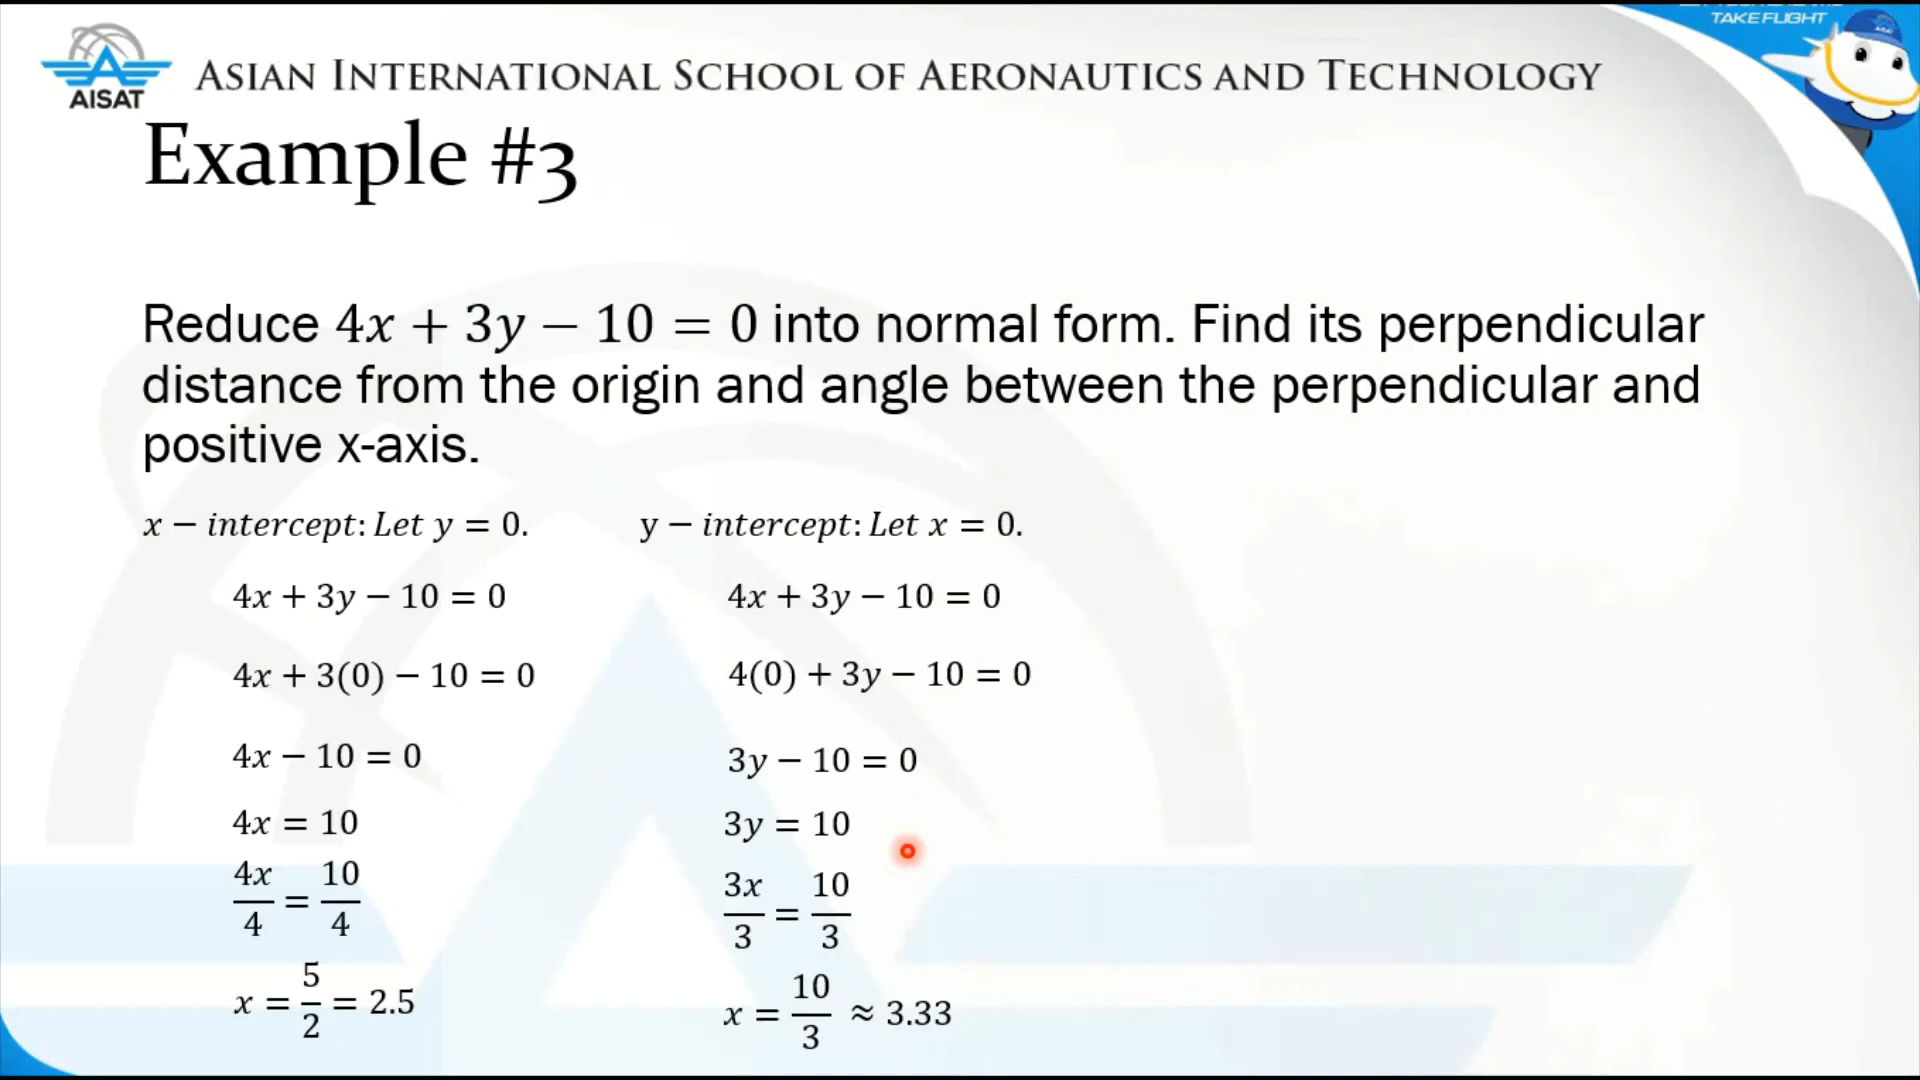 TAKE FLIGHT
AISAT
ASIAN INTERNATIONAL SCHOOL OF AERONAUTICS AND TECHNOLOGY
Example #3
Reduce 4x + 3y − 10 = 0 into normal form. Find its perpendicular
distance from the origin and angle between the perpendicular and
positive x-axis.
x − intercept: Let y = 0.
4x + 3y − 10 = 0
4x + 3(0) − 10 = 0
4x − 10 = 0
4x = 10
4x/4 = 10/4
x = 5/2 = 2.5
y − intercept: Let x = 0.
4x + 3y − 10 = 0
4(0) + 3y − 10 = 0
3y − 10 = 0
3y = 10
3x/3 = 10/3
x = 10/3 ≈ 3.33